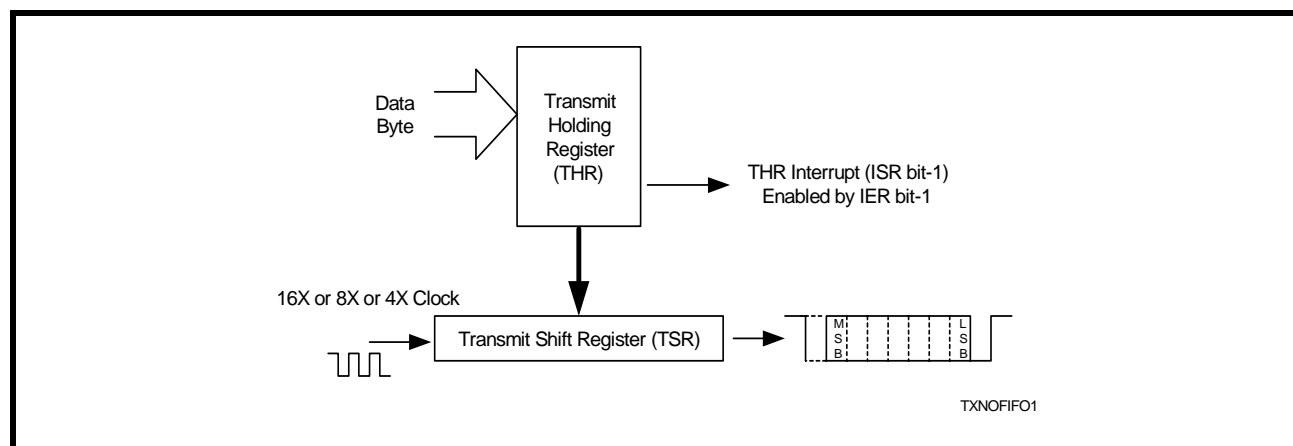 Data
Byte
Transmit
Holding
Register
(THR)
THR Interrupt (ISR bit-1)
Enabled by IER bit-1
16X or 8X or 4X Clock
Transmit Shift Register (TSR)
M
S
B
L
S
B
TXNOFIFO1